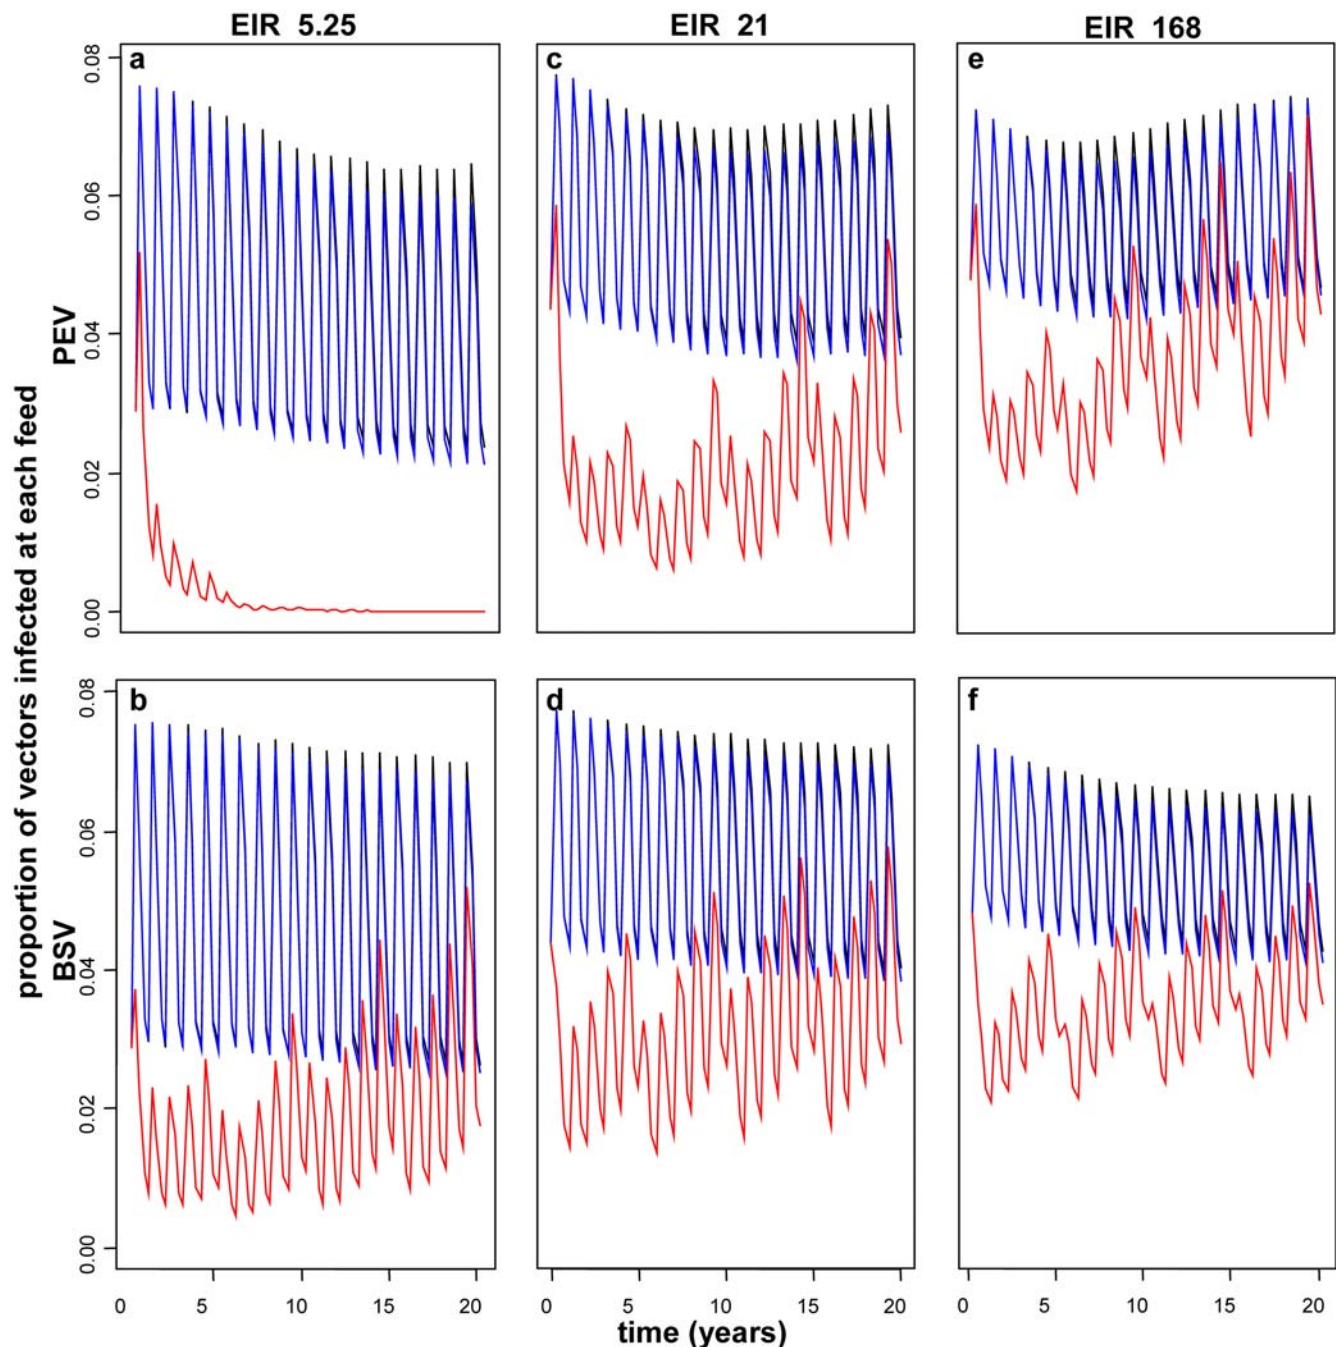 EIR 5.25
EIR 21
EIR 168
proportion of vectors infected at each feed
PEV
0.08
0.06
0.04
0.02
0.00
a
c
e
BSV
0.08
0.06
0.04
0.02
0.00
b
d
f
0 5 10 15 20
0 5 10 15 20
0 5 10 15 20
time (years)